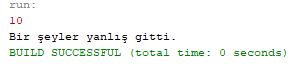 run:
10
Bir şeyler yanlış gitti.
BUILD SUCCESSFUL (total time: 0 seconds)